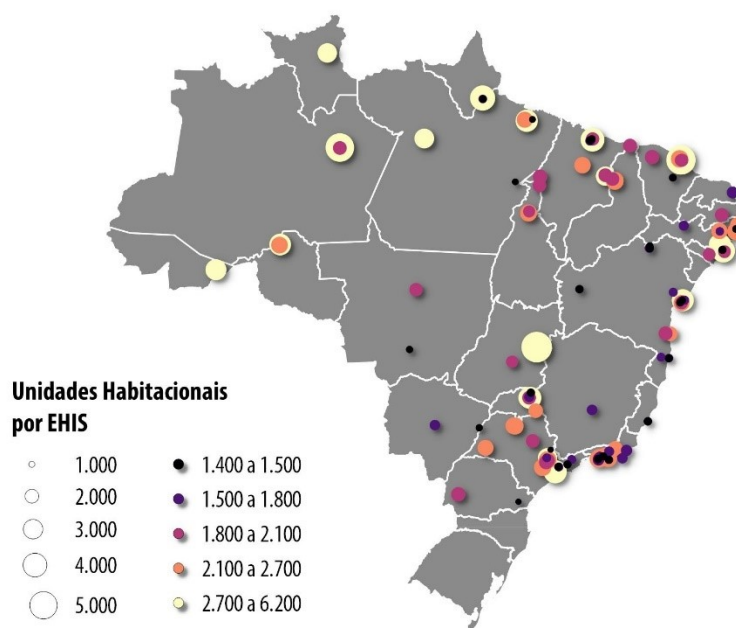 Unidades Habitacionais
por EHIS
1.000
2.000
3.000
4.000
5.000
1.400 a 1.500
1.500 a 1.800
1.800 a 2.100
2.100 a 2.700
2.700 a 6.200